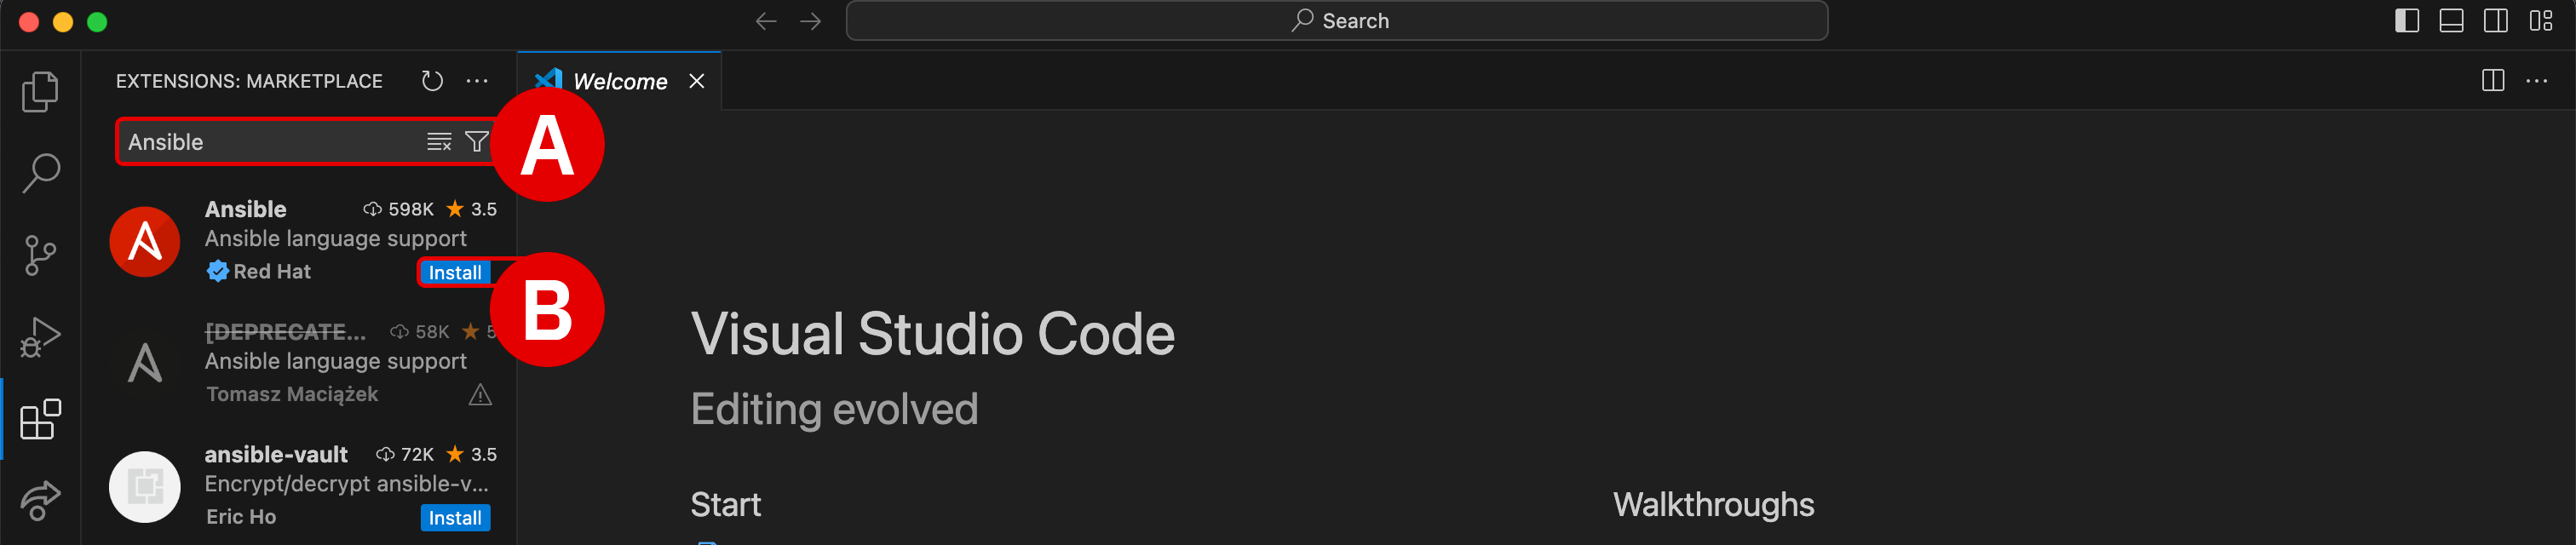 Search
EXTENSIONS: MARKETPLACE
Welcome
Ansible
A
Ansible 598K 3.5
Ansible language support
Red Hat Install
B
[DEPRECATE... 58K 5
Ansible language support
Tomasz Maciążek
ansible-vault 72K 3.5
Encrypt/decrypt ansible-v...
Eric Ho Install
Visual Studio Code
Editing evolved
Start
Walkthroughs